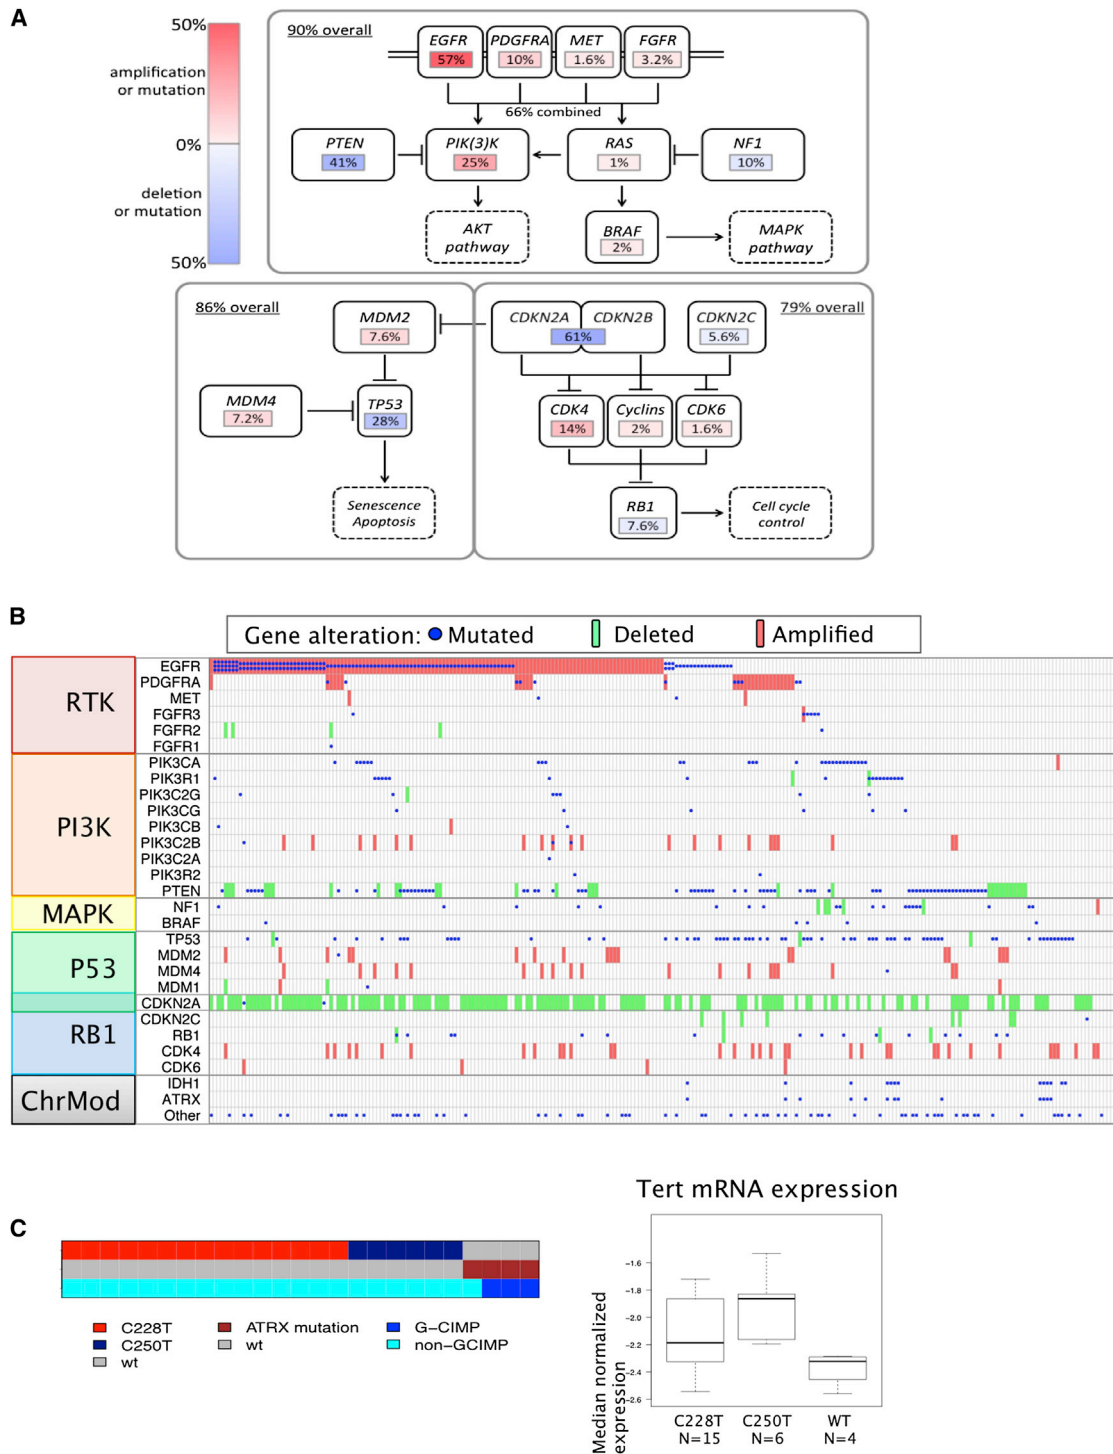 A
50%
amplification
or mutation
0%
deletion
or mutation
50%
90% overall
EGFR
57%
PDGFRA
10%
MET
1.6%
FGFR
3.2%
66% combined
PTEN
41%
PIK(3)K
25%
RAS
1%
NF1
10%
AKT
pathway
BRAF
2%
MAPK
pathway
86% overall
MDM2
7.6%
MDM4
7.2%
TP53
28%
Senescence
Apoptosis
79% overall
CDKN2A
CDKN2B
61%
CDKN2C
5.6%
CDK4
14%
Cyclins
2%
CDK6
1.6%
RB1
7.6%
Cell cycle
control
B
Gene alteration: Mutated Deleted Amplified
RTK
EGFR
PDGFRA
MET
FGFR3
FGFR2
FGFR1
PI3K
PIK3CA
PIK3R1
PIK3C2G
PIK3CG
PIK3CB
PIK3C2B
PIK3C2A
PIK3R2
PTEN
MAPK
NF1
BRAF
P53
TP53
MDM2
MDM4
MDM1
CDKN2A
RB1
CDKN2C
RB1
CDK4
CDK6
ChrMod
IDH1
ATRX
Other
C
C228T
C250T
wt
ATRX mutation
wt
G-CIMP
non-GCIMP
Tert mRNA expression
Median normalized
expression
-1.6
-1.8
-2.0
-2.2
-2.4
-2.6
C228T
N=15
C250T
N=6
WT
N=4